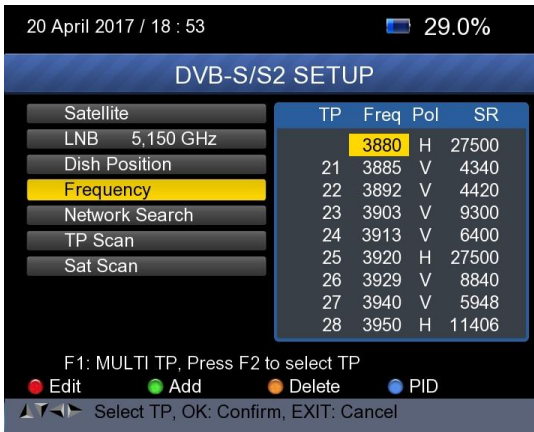 20 April 2017 / 18 : 53 29.0%
DVB-S/S2 SETUP
Satellite
LNB 5,150 GHz
Dish Position
Frequency
Network Search
TP Scan
Sat Scan
TP Freq Pol SR
3880 H 27500
21 3885 V 4340
22 3892 V 4420
23 3903 V 9300
24 3913 V 6400
25 3920 H 27500
26 3929 V 8840
27 3940 V 5948
28 3950 H 11406
F1: MULTI TP, Press F2 to select TP
Edit Add Delete PID
Select TP, OK: Confirm, EXIT: Cancel